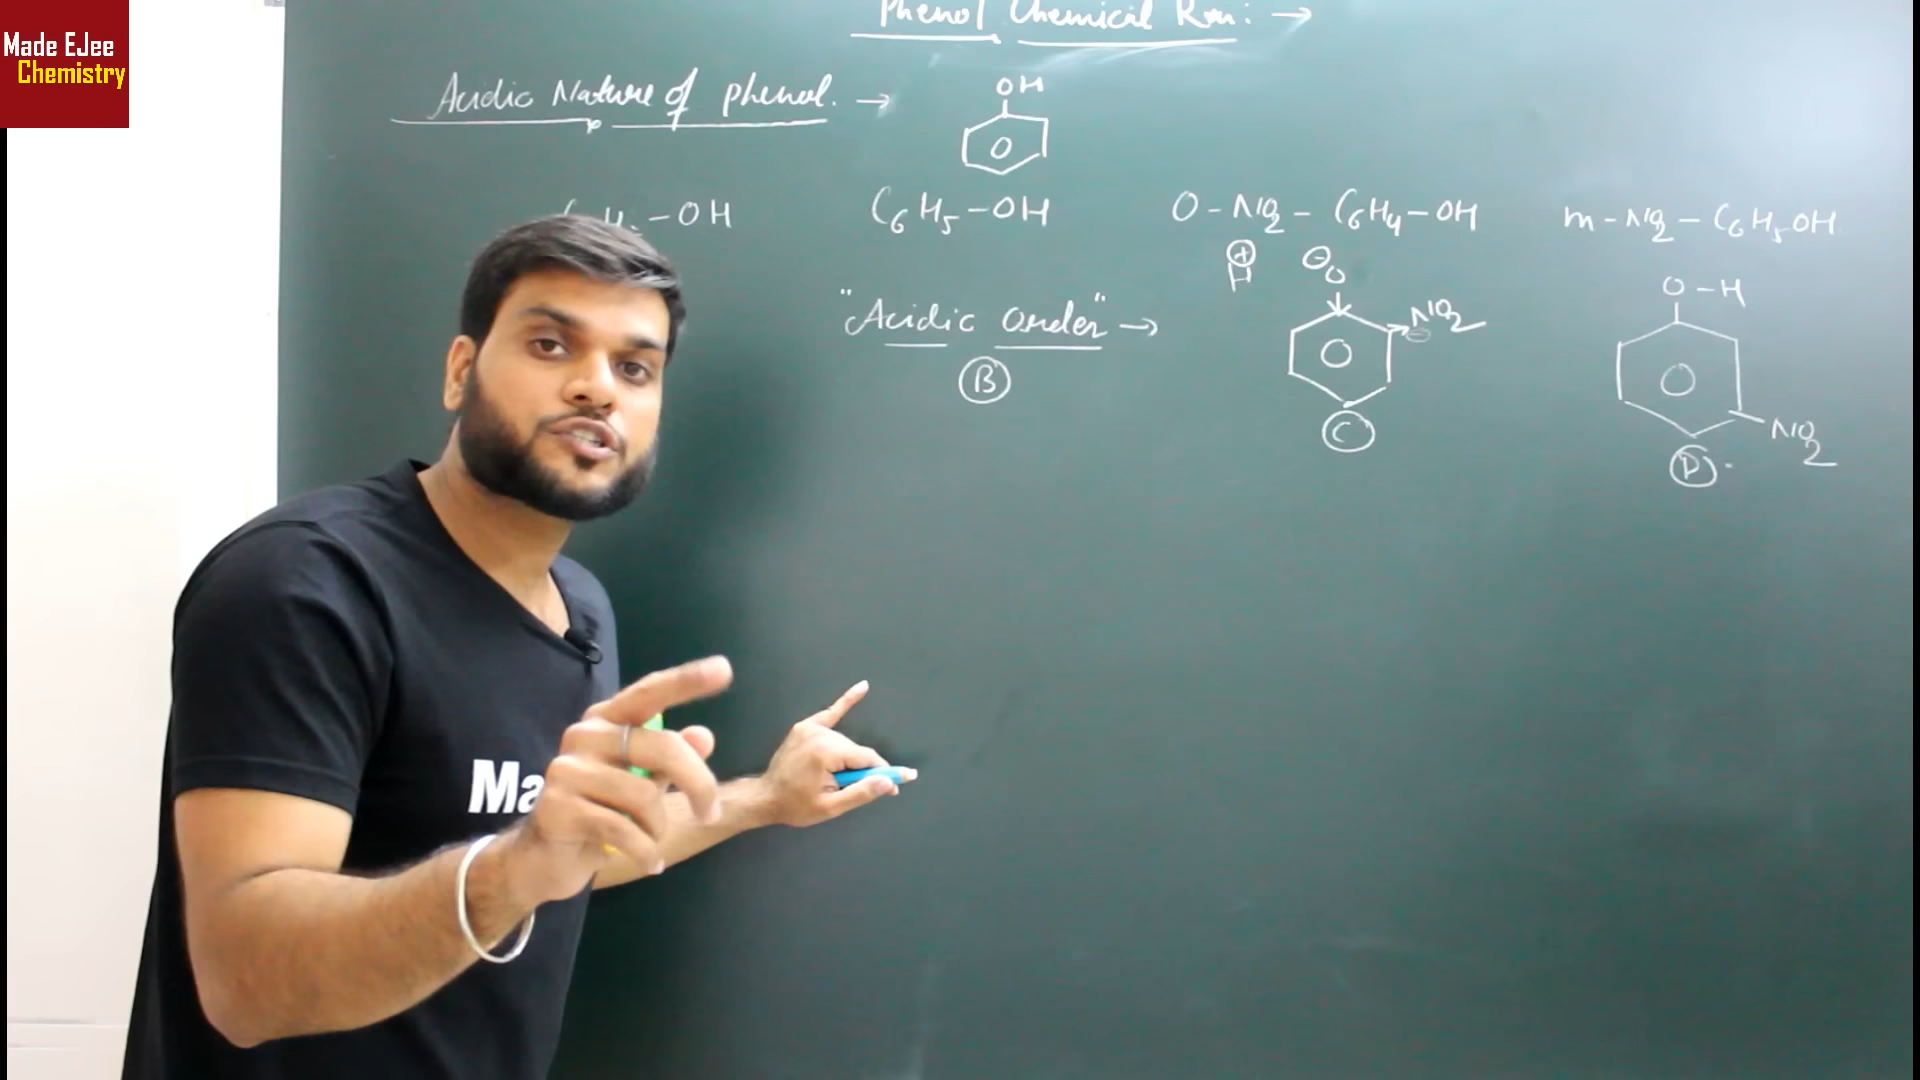 Made EJee
Chemistry
Phenol Chemical Rxn: →
Acidic Nature of phenol. →
OH
–OH
C6H5–OH
O-NO2–C6H4–OH
m-NO2–C6H5OH
⊕
H
⊖O
NO2
⊖
O–H
"Acidic Order" →
B
C
NO2
D
Ma